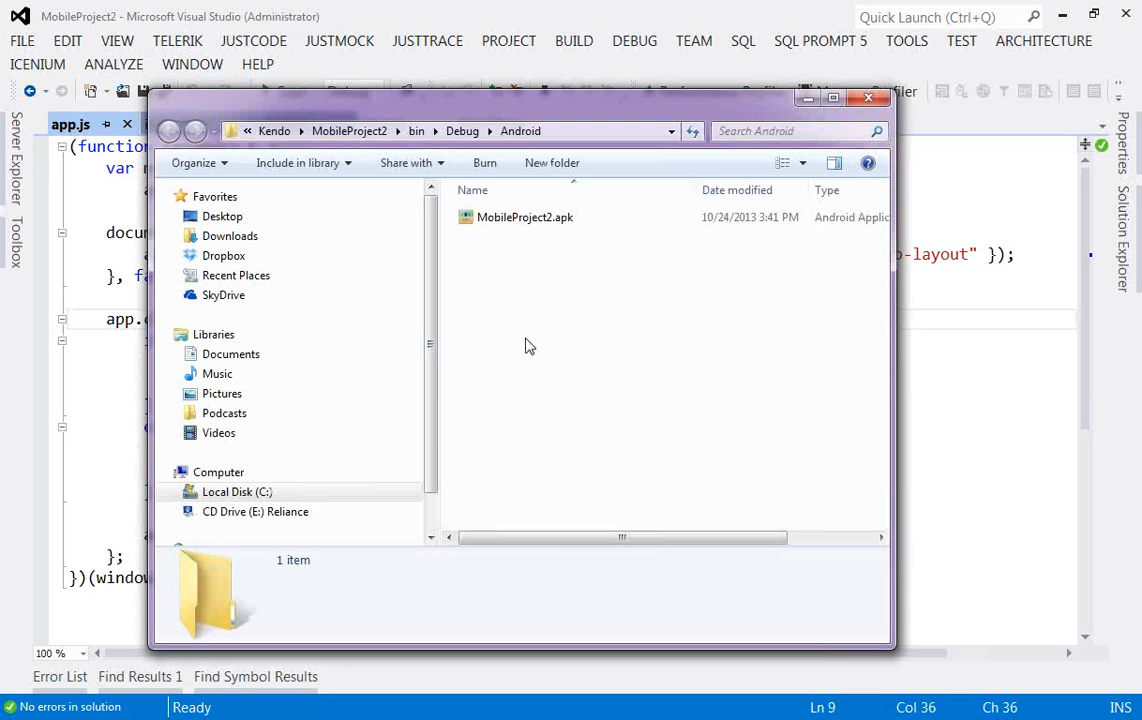 MobileProject2 - Microsoft Visual Studio (Administrator)
Quick Launch (Ctrl+Q)
FILE EDIT VIEW TELERIK JUSTCODE JUSTMOCK JUSTTRACE PROJECT BUILD DEBUG TEAM SQL SQL PROMPT 5 TOOLS TEST ARCHITECTURE
ICENIUM ANALYZE WINDOW HELP
app.js
Server Explorer
Toolbox
Properties
Solution Explorer
« Kendo MobileProject2 bin Debug Android
Search Android
Organize Include in library Share with Burn New folder
Favorites
Desktop
Downloads
Dropbox
Recent Places
SkyDrive
Libraries
Documents
Music
Pictures
Podcasts
Videos
Computer
Local Disk (C:)
CD Drive (E:) Reliance
Name Date modified Type
MobileProject2.apk 10/24/2013 3:41 PM Android Applic
1 item
(function
var
-layout" });
},
app.
};
})(window
100 %
Error List Find Results 1 Find Symbol Results
No errors in solution Ready Ln 9 Col 36 Ch 36 INS